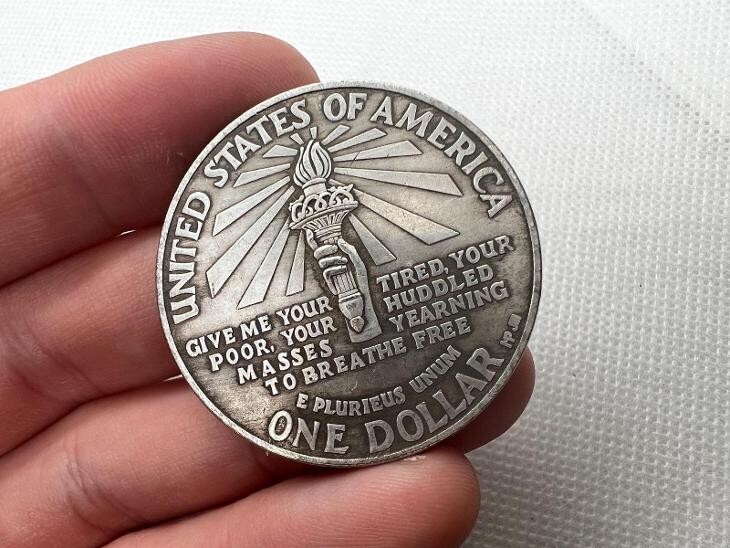 UNITED STATES OF AMERICA
GIVE ME YOUR TIRED, YOUR
POOR, YOUR HUDDLED
MASSES YEARNING
TO BREATHE FREE
E PLURIEUS UNUM
ONE DOLLAR